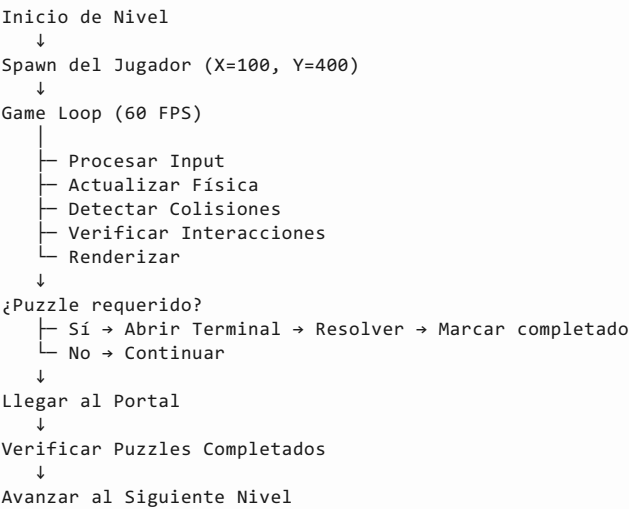 Inicio de Nivel
↓
Spawn del Jugador (X=100, Y=400)
↓
Game Loop (60 FPS)
│
├─ Procesar Input
├─ Actualizar Física
├─ Detectar Colisiones
├─ Verificar Interacciones
└─ Renderizar
↓
¿Puzzle requerido?
├─ Sí → Abrir Terminal → Resolver → Marcar completado
└─ No → Continuar
↓
Llegar al Portal
↓
Verificar Puzzles Completados
↓
Avanzar al Siguiente Nivel